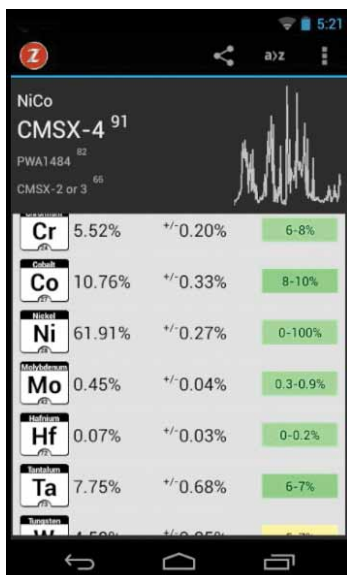 5:21
Z a›z
NiCo
CMSX-4 91
PWA1484 82
CMSX-2 or 3 66
Cr 5.52% +/-0.20% 6-8%
Cobalt
Co 10.76% +/-0.33% 8-10%
Nickel
Ni 61.91% +/-0.27% 0-100%
Molybdenum
Mo 0.45% +/-0.04% 0.3-0.9%
Hafnium
Hf 0.07% +/-0.03% 0-0.2%
Tantalum
Ta 7.75% +/-0.68% 6-7%
Tungsten